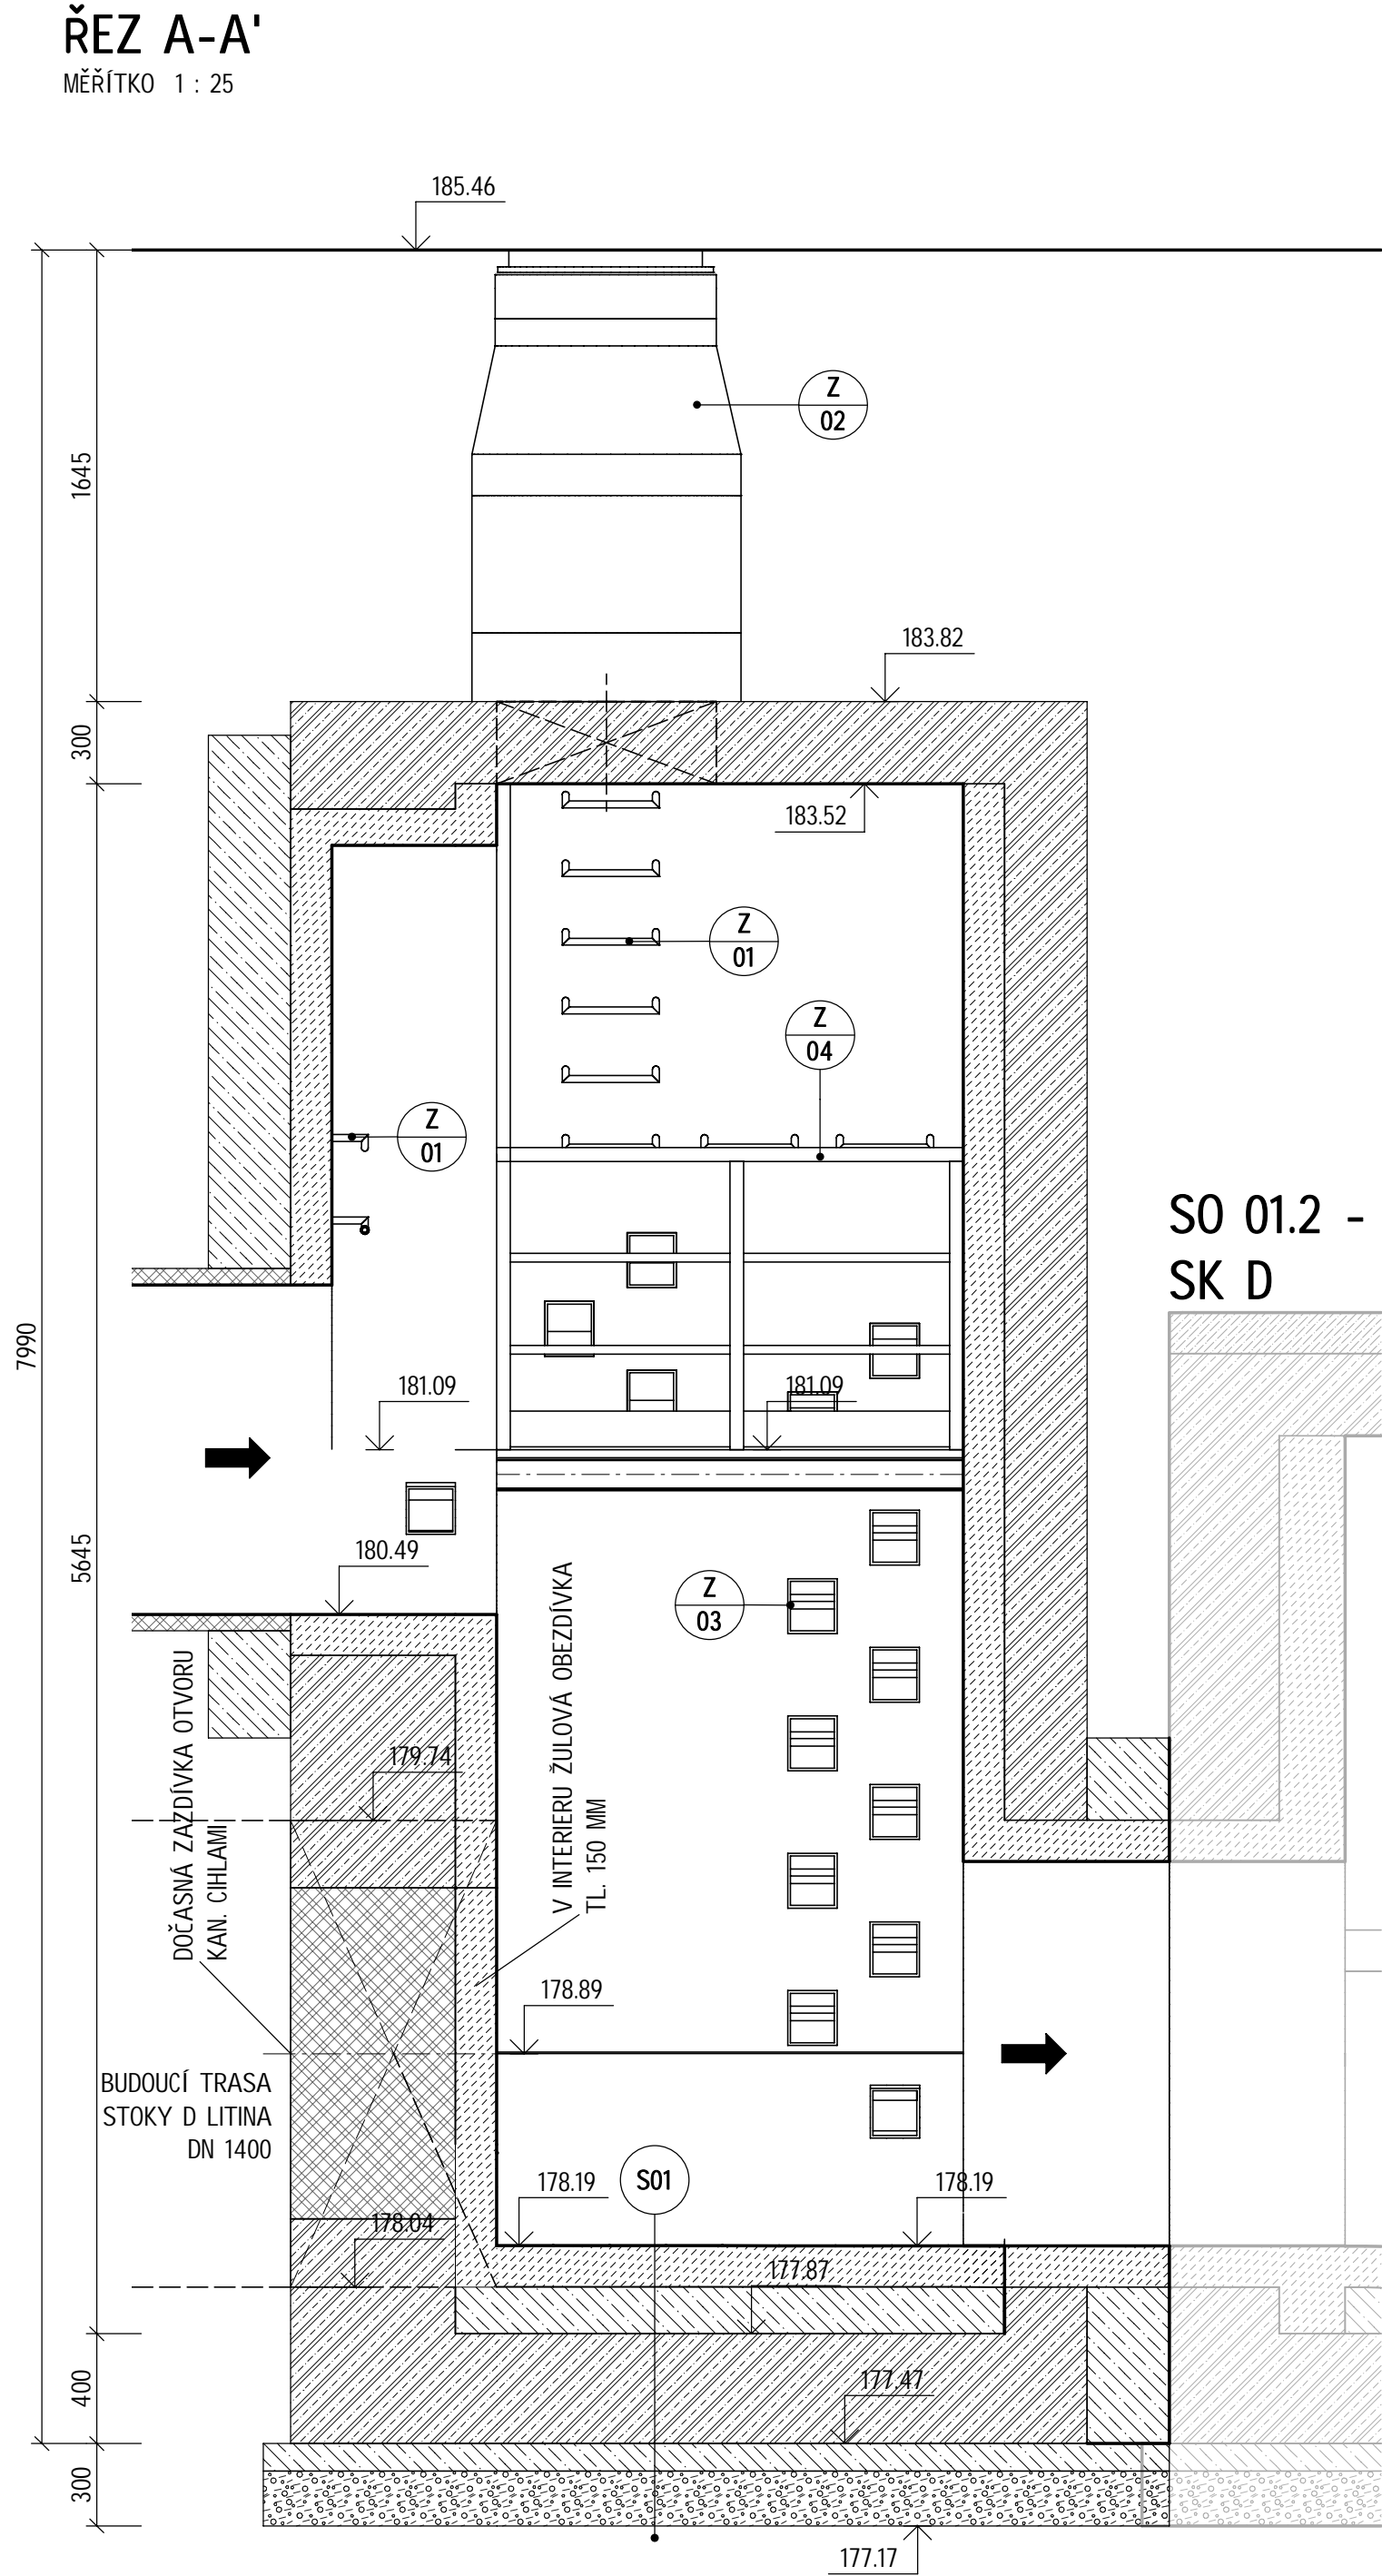 ŘEZ A-A'
MĚŘÍTKO 1 : 25
185.46
Z
02
1645
183.82
300
183.52
Z
01
Z
04
Z
01
SO 01.2 -
SK D
7990
181.09
181.09
5645
180.49
Z
03
V INTERIERU ŽULOVÁ OBEZDÍVKA
TL. 150 MM
DOČASNÁ ZAZDÍVKA OTVORU
KAN. CIHLAMI
179.74
178.89
BUDOUCÍ TRASA
STOKY D LITINA
DN 1400
178.19
S01
178.19
178.04
177.87
400
177.47
300
177.17